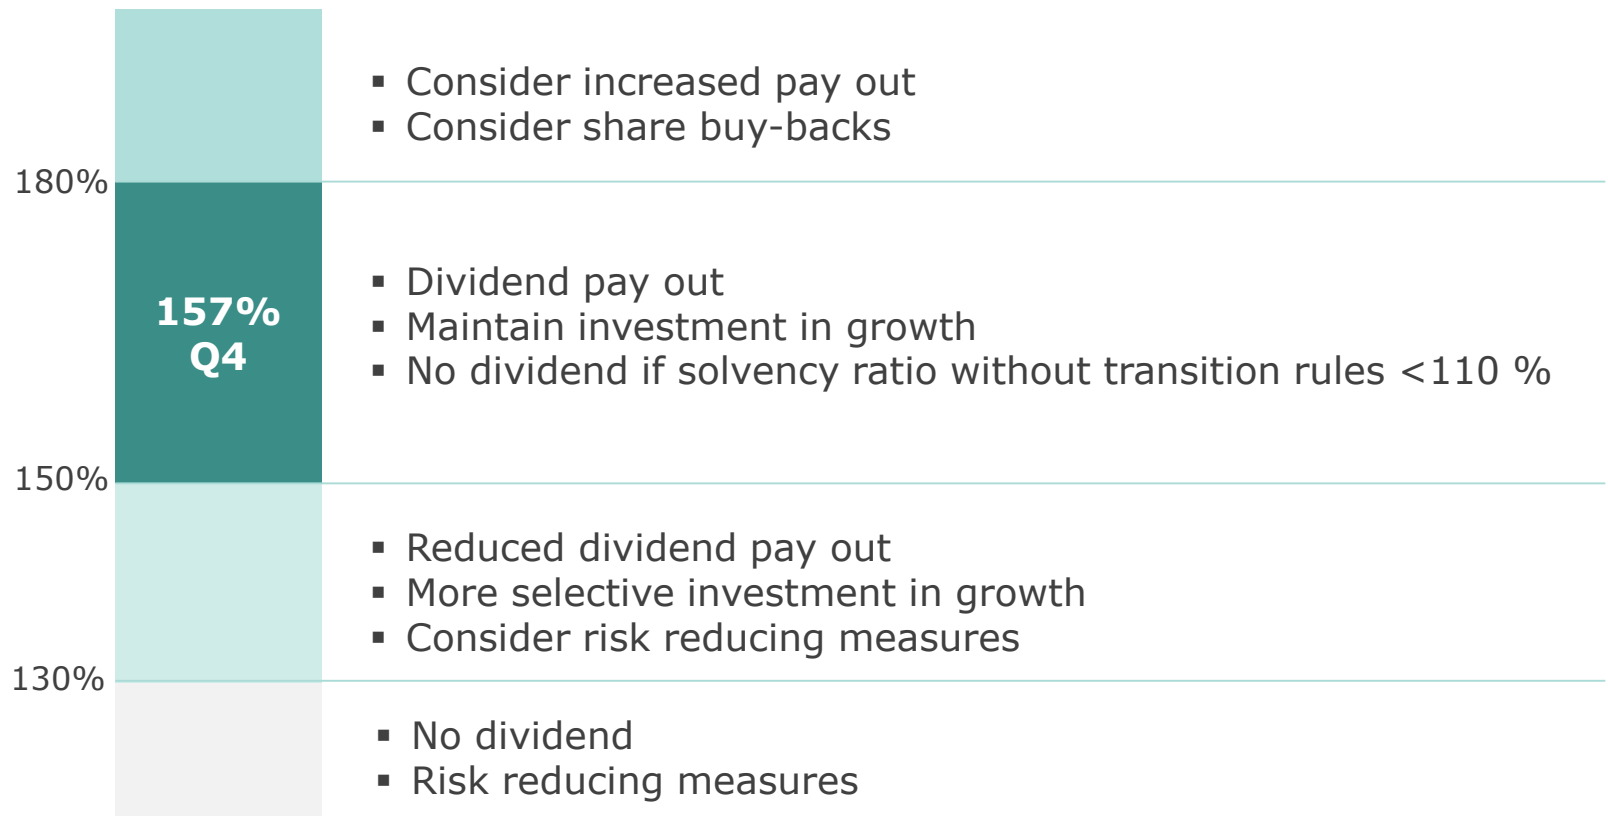 ▪ Consider increased pay out
▪ Consider share buy-backs
180%
157%
Q4
▪ Dividend pay out
▪ Maintain investment in growth
▪ No dividend if solvency ratio without transition rules <110 %
150%
▪ Reduced dividend pay out
▪ More selective investment in growth
▪ Consider risk reducing measures
130%
▪ No dividend
▪ Risk reducing measures